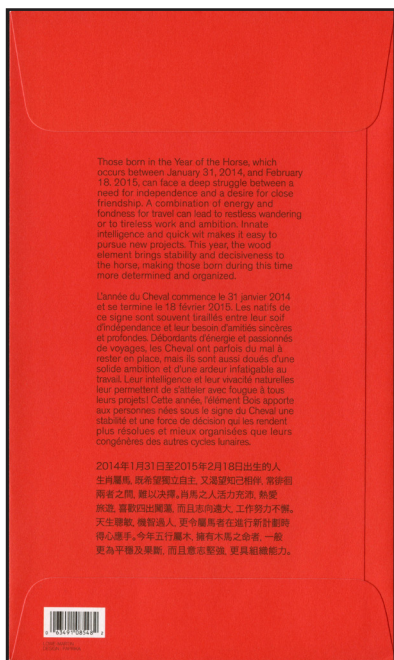 Those born in the Year of the Horse, which
occurs between January 31, 2014, and February
18, 2015, can face a deep struggle between a
need for independence and a desire for close
friendship. A combination of energy and
fondness for travel can lead to restless wandering
or to tireless work and ambition. Innate
intelligence and quick wit makes it easy to
pursue new projects. This year, the wood
element brings stability and decisiveness to
the horse, making those born during this time
more determined and organized.
L'année du Cheval commence le 31 janvier 2014
et se termine le 18 février 2015. Les natifs de
ce signe sont souvent tiraillés entre leur soif
d'indépendance et leur besoin d'amitiés sincères
et profondes. Débordants d'énergie et passionnés
de voyages, les Cheval ont parfois du mal à
rester en place, mais ils sont aussi doués d'une
solide ambition et d'une ardeur infatigable au
travail. Leur intelligence et leur vivacité naturelles
leur permettent de s'atteler avec fougue à tous
leurs projets! Cette année, l'élément Bois apporte
aux personnes nées sous le signe du Cheval une
stabilité et une force de décision qui les rendent
plus résolues et mieux organisées que leurs
congénères des autres cycles lunaires.
2014年1月31日至2015年2月18日出生的人
生肖屬馬, 既希望獨立自主, 又渴望知己相伴, 常徘徊
兩者之間, 難以決擇。肖馬之人活力充沛, 熱愛
旅遊, 喜歡四出闖蕩, 而且志向遠大, 工作努力不懈。
天生聰敏, 機智過人, 更令屬馬者在進行新計劃時
得心應手。今年五行屬木, 擁有木馬之命者, 一般
更為平穩及果斷, 而且意志堅強, 更具組織能力。
0 63491 08548 2